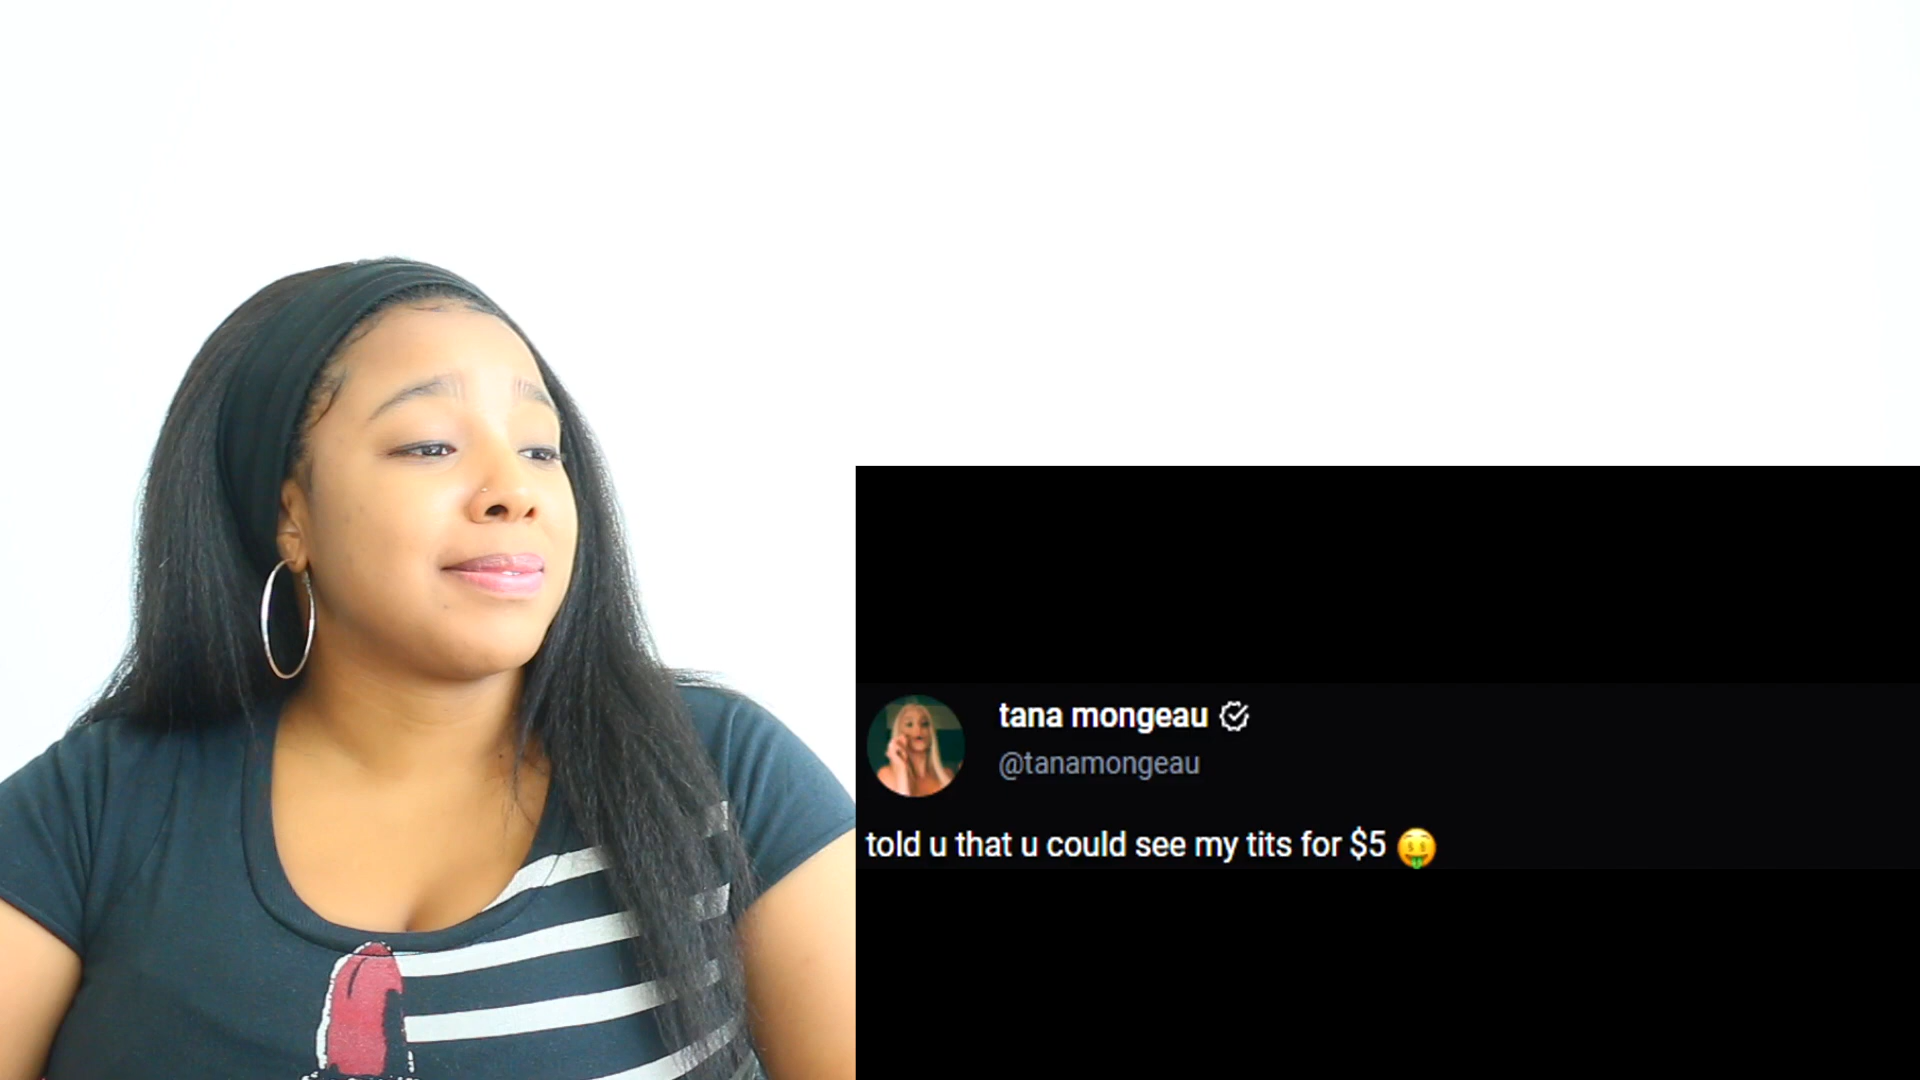 tana mongeau
@tanamongeau
told u that u could see my tits for $5 🤑